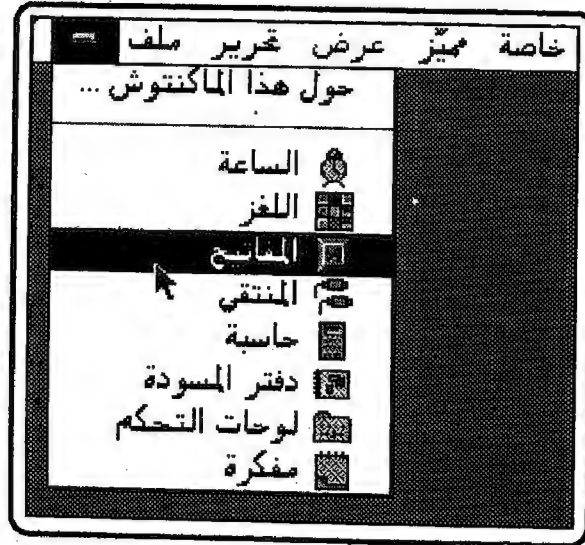 خاصة مميّز عرض تحرير ملف
حول هذا الماكنتوش ...
الساعة
اللغز
المفاتيح
المنتقي
حاسبة
دفتر المسودة
لوحات التحكم
مفكرة